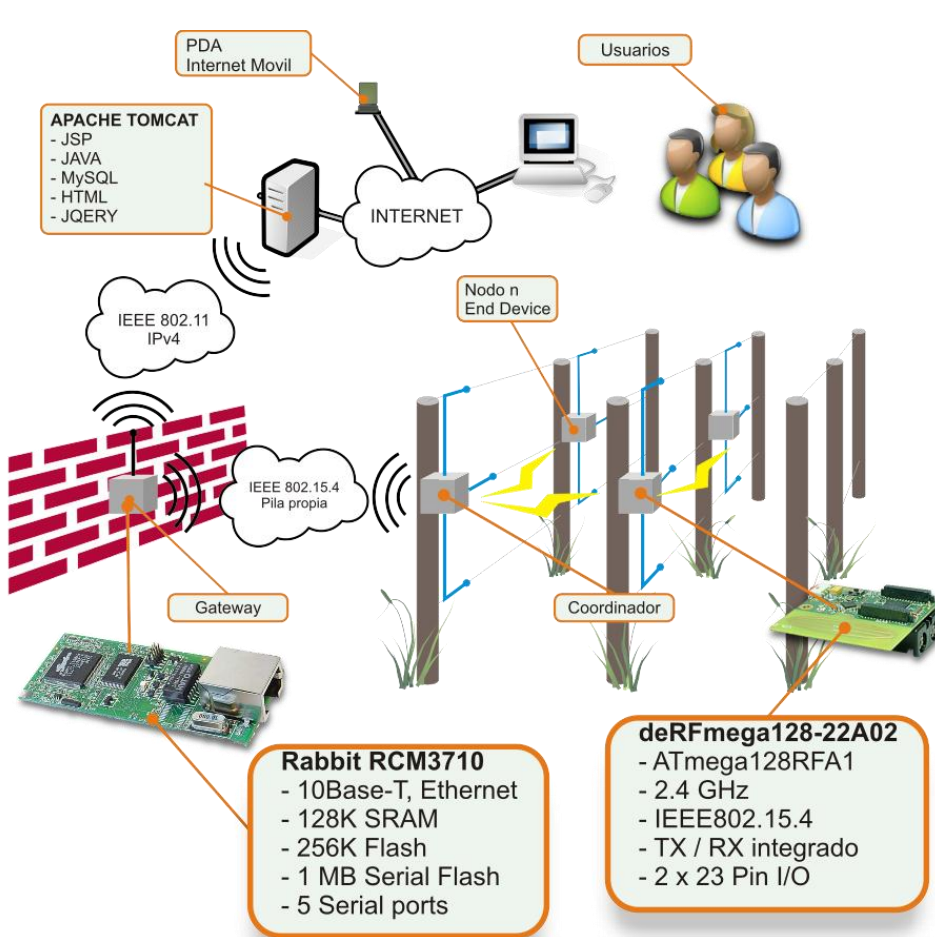 PDA
Internet Movil
Usuarios
APACHE TOMCAT
- JSP
- JAVA
- MySQL
- HTML
- JQERY
INTERNET
Nodo n
End Device
IEEE 802.11
IPv4
IEEE 802.15.4
Pila propia
Gateway
Coordinador
Rabbit RCM3710
- 10Base-T, Ethernet
- 128K SRAM
- 256K Flash
- 1 MB Serial Flash
- 5 Serial ports
deRFmega128-22A02
- ATmega128RFA1
- 2.4 GHz
- IEEE802.15.4
- TX / RX integrado
- 2 x 23 Pin I/O